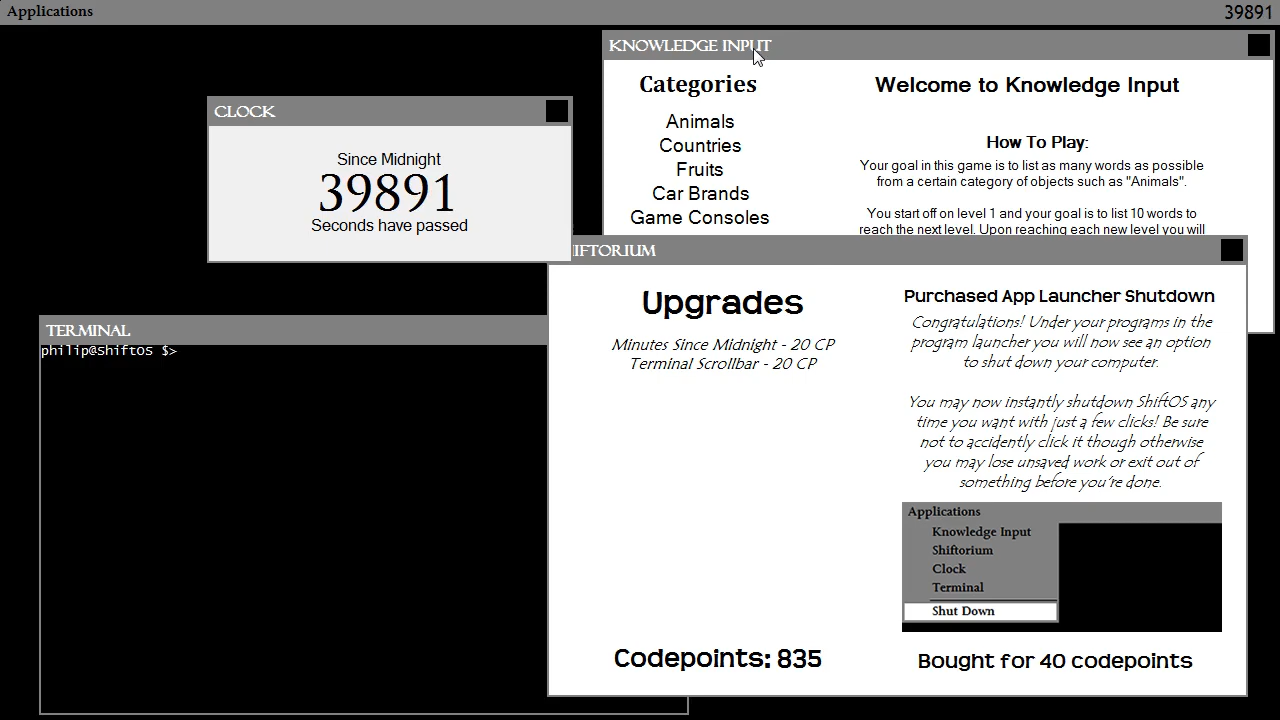 Applications
39891
KNOWLEDGE INPUT
Categories
Animals
Countries
Fruits
Car Brands
Game Consoles
Welcome to Knowledge Input
How To Play:
Your goal in this game is to list as many words as possible
from a certain category of objects such as "Animals".
You start off on level 1 and your goal is to list 10 words to
reach the next level. Upon reaching each new level you will
CLOCK
Since Midnight
39891
Seconds have passed
TERMINAL
philip@shiftos $>
IFTORIUM
Upgrades
Minutes Since Midnight - 20 CP
Terminal Scrollbar - 20 CP
Codepoints: 835
Purchased App Launcher Shutdown
Congratulations! Under your programs in the
program launcher you will now see an option
to shut down your computer.
You may now instantly shutdown ShiftOS any
time you want with just a few clicks! Be sure
not to accidently click it though otherwise
you may lose unsaved work or exit out of
something before you're done.
Applications
Knowledge Input
Shiftorium
Clock
Terminal
Shut Down
Bought for 40 codepoints